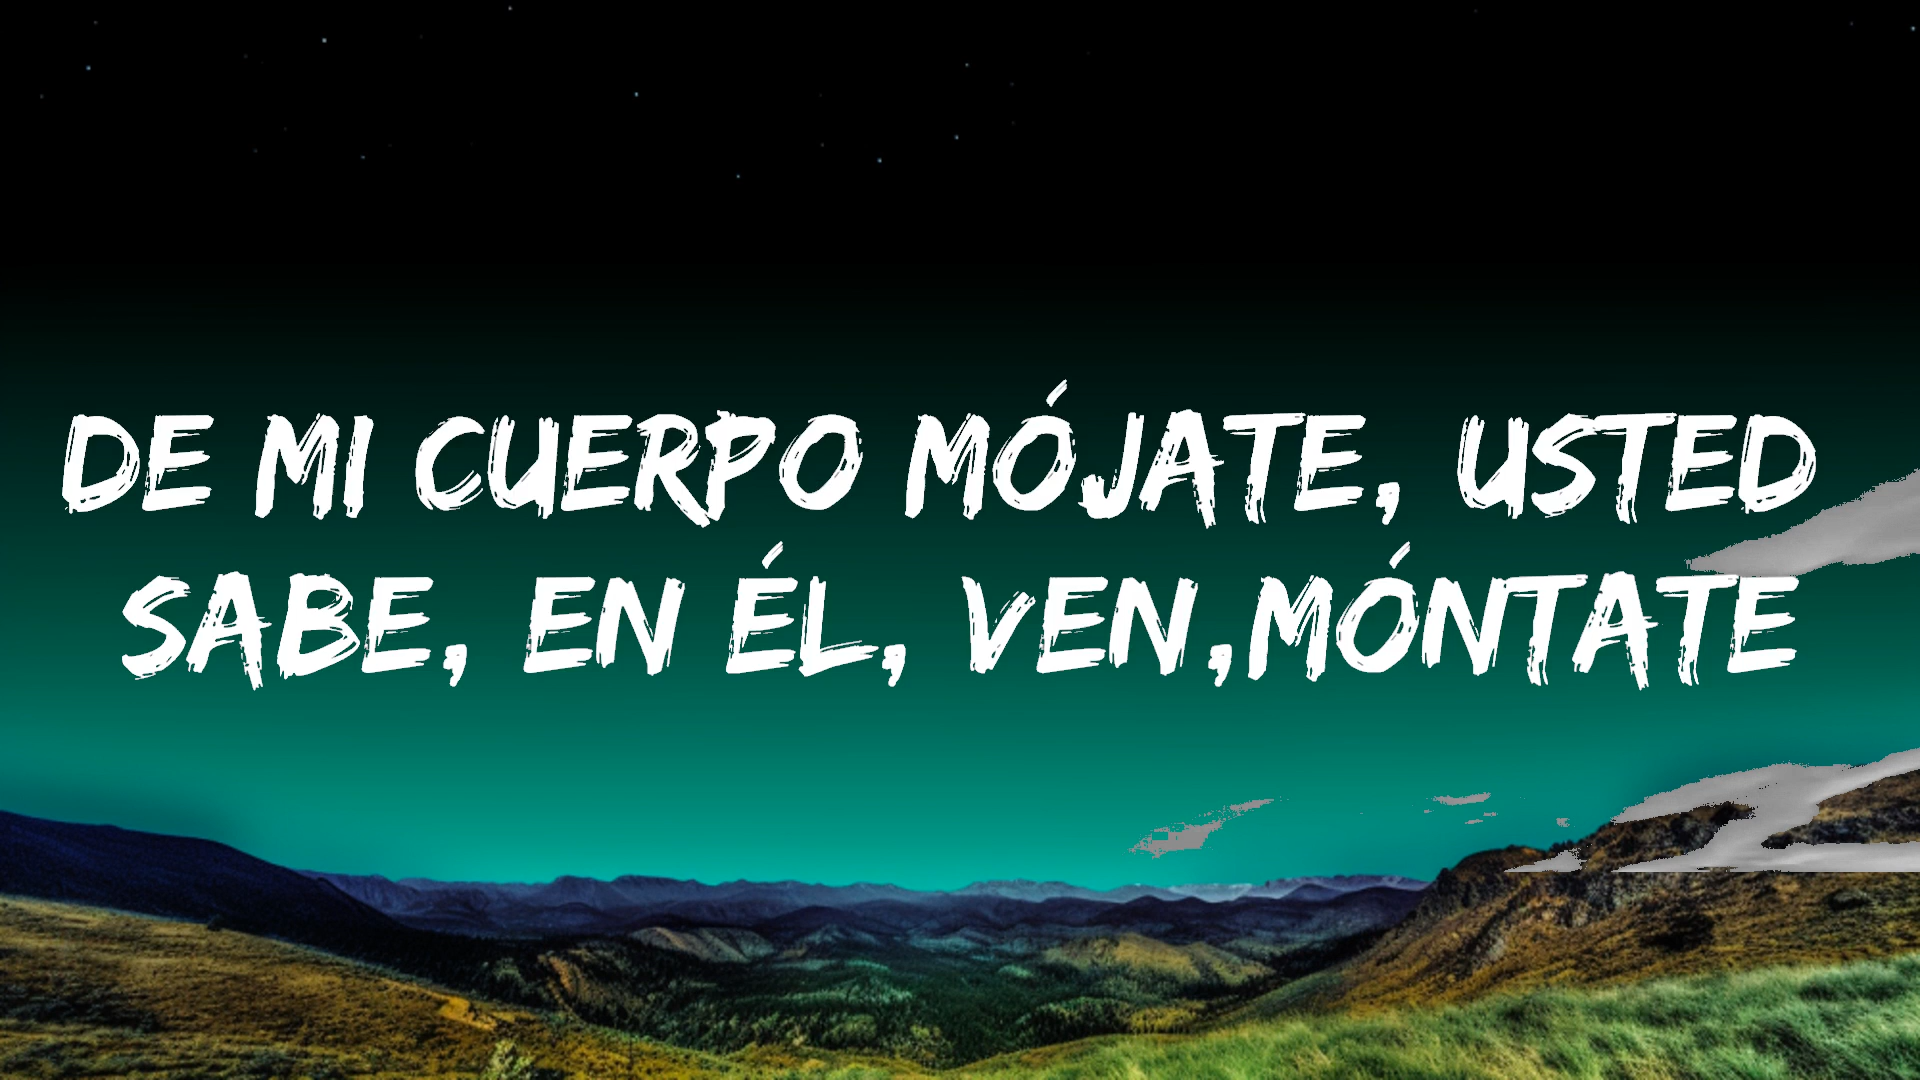 DE MI CUERPO MÓJATE, USTED
SABE, EN ÉL, VEN,MÓNTATE